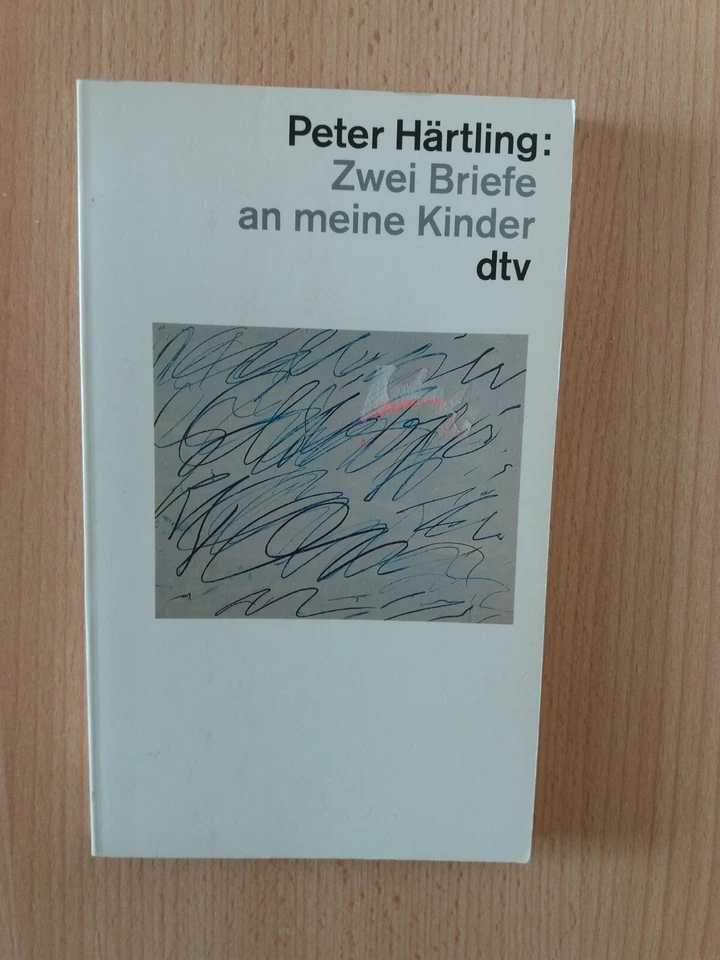 Peter Härtling:
Zwei Briefe
an meine Kinder
dtv